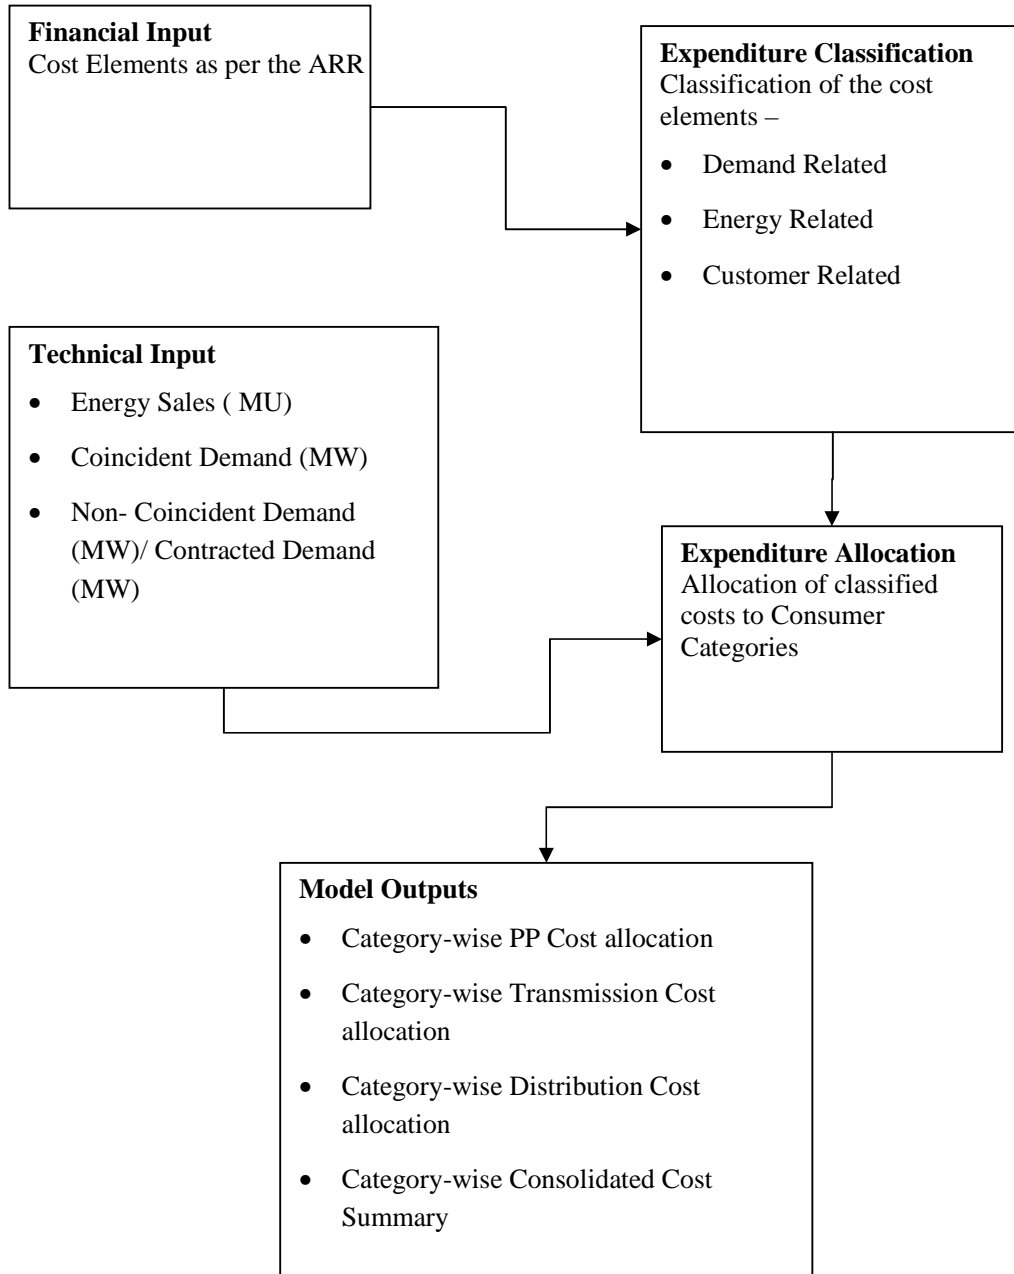 Financial Input
Cost Elements as per the ARR
Expenditure Classification
Classification of the cost
elements –
• Demand Related
• Energy Related
• Customer Related
Technical Input
• Energy Sales ( MU)
• Coincident Demand (MW)
• Non- Coincident Demand
(MW)/ Contracted Demand
(MW)
Expenditure Allocation
Allocation of classified
costs to Consumer
Categories
Model Outputs
• Category-wise PP Cost allocation
• Category-wise Transmission Cost
allocation
• Category-wise Distribution Cost
allocation
• Category-wise Consolidated Cost
Summary